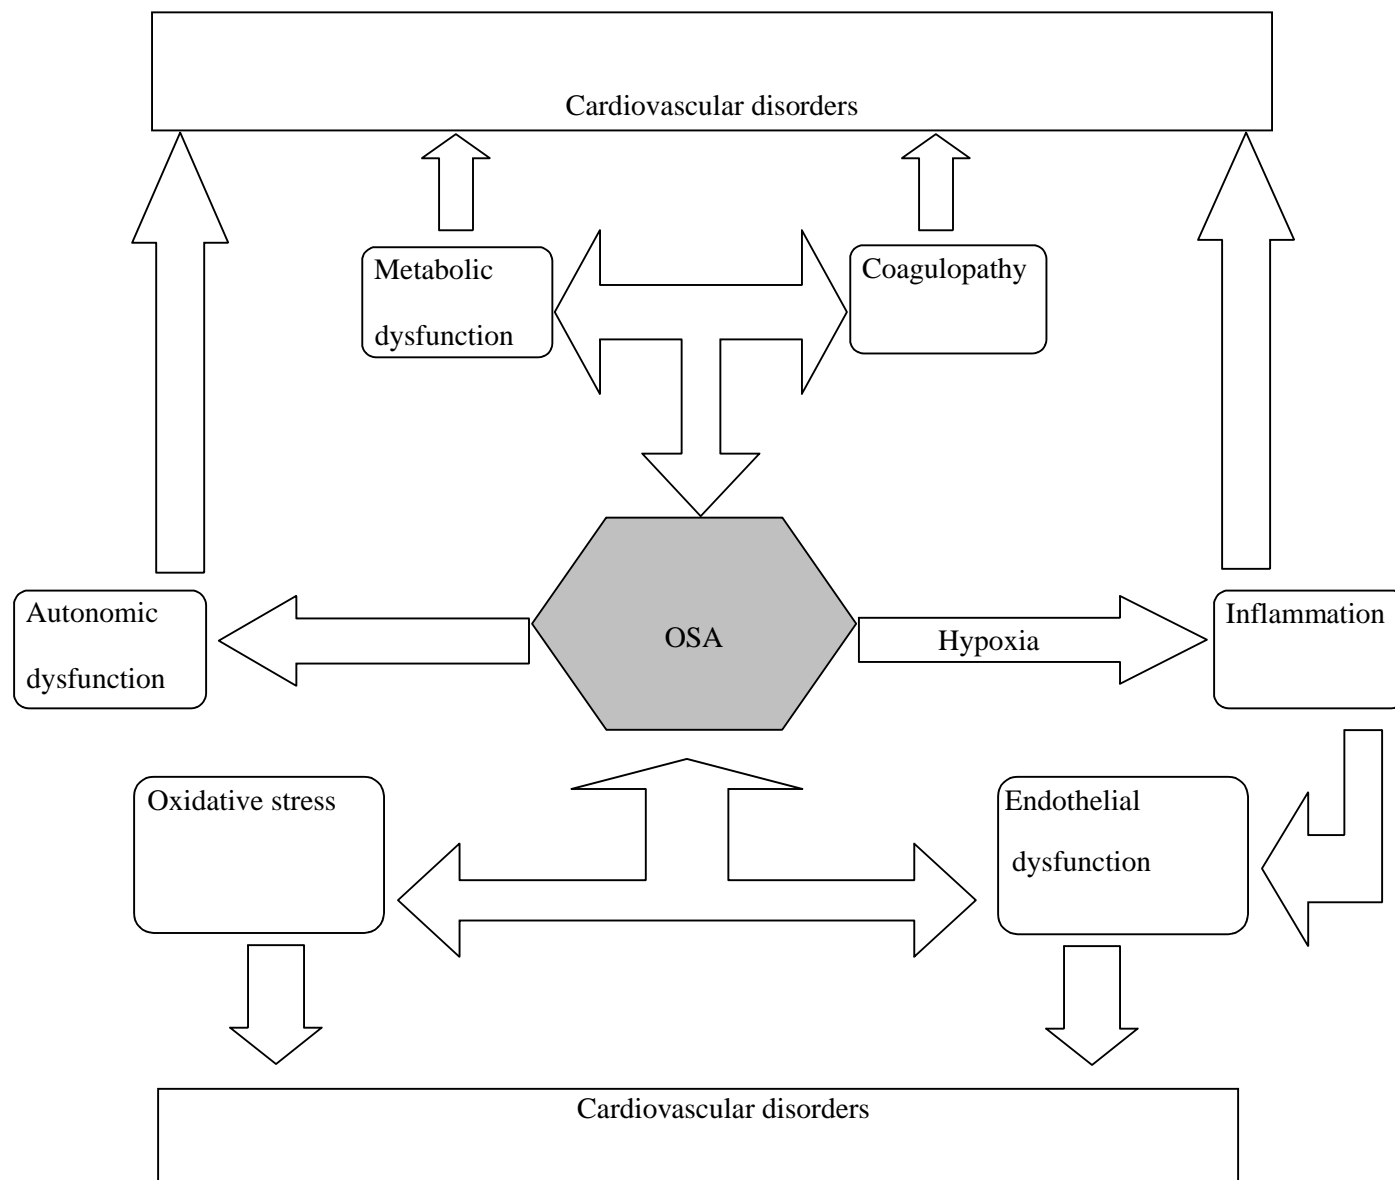 Cardiovascular disorders
Metabolic
dysfunction
Coagulopathy
Autonomic
dysfunction
OSA
Hypoxia
Inflammation
Oxidative stress
Endothelial
dysfunction
Cardiovascular disorders